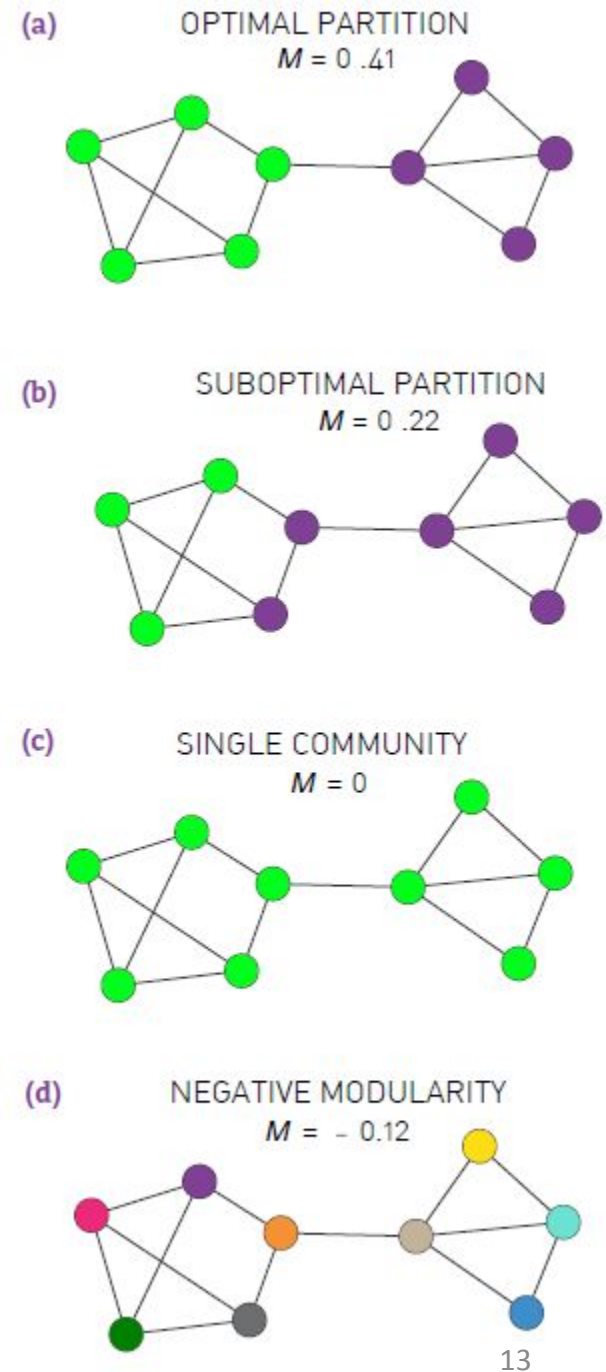 (a) OPTIMAL PARTITION
M = 0 .41
(b) SUBOPTIMAL PARTITION
M = 0 .22
(c) SINGLE COMMUNITY
M = 0
(d) NEGATIVE MODULARITY
M = – 0.12
13